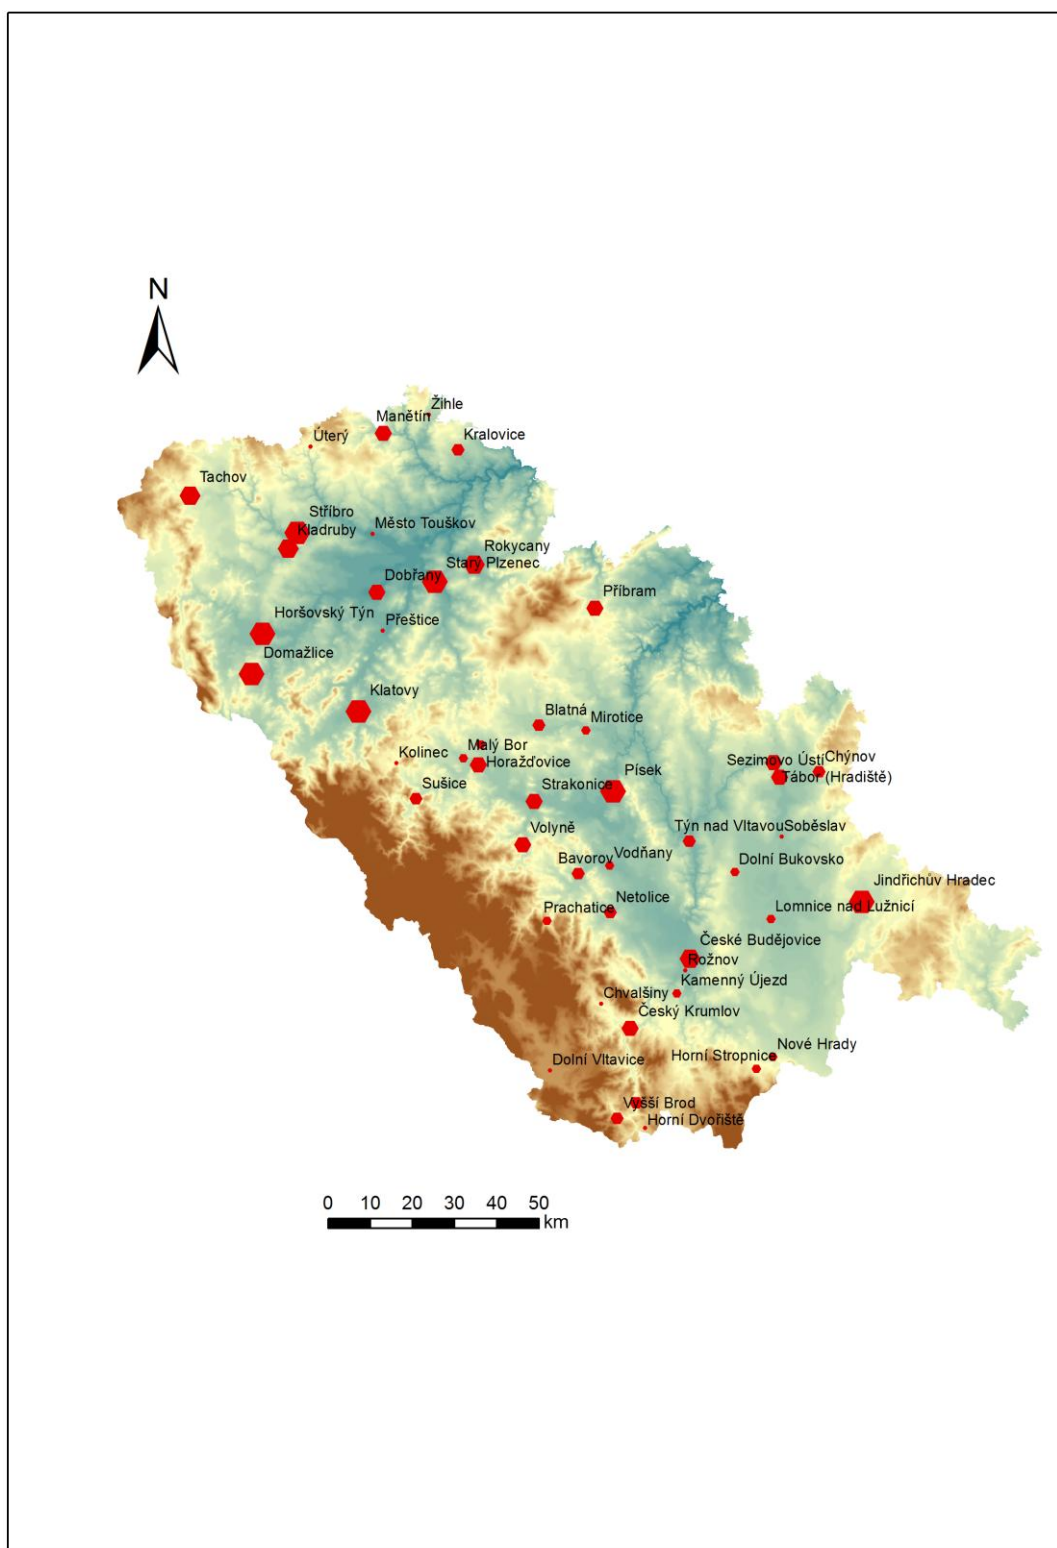 N
Žihle
Manětín
Úterý
Kralovice
Tachov
Stříbro
Kladruby
Město Touškov
Rokycany
Starý Plzenec
Dobřany
Příbram
Horšovský Týn
Přeštice
Domažlice
Klatovy
Blatná
Mirotice
Kolinec
Malý Bor
Horažďovice
Sezimovo Ústí
Chýnov
Písek
Tábor (Hradiště)
Sušice
Strakonice
Týn nad Vltavou
Soběslav
Volyně
Bavorov
Vodňany
Dolní Bukovsko
Jindřichův Hradec
Netolice
Prachatice
Lomnice nad Lužnicí
České Budějovice
Rožnov
Kamenný Újezd
Chvalšiny
Český Krumlov
Nové Hrady
Horní Stropnice
Dolní Vltavice
Vyšší Brod
Horní Dvořiště
0 10 20 30 40 50
km